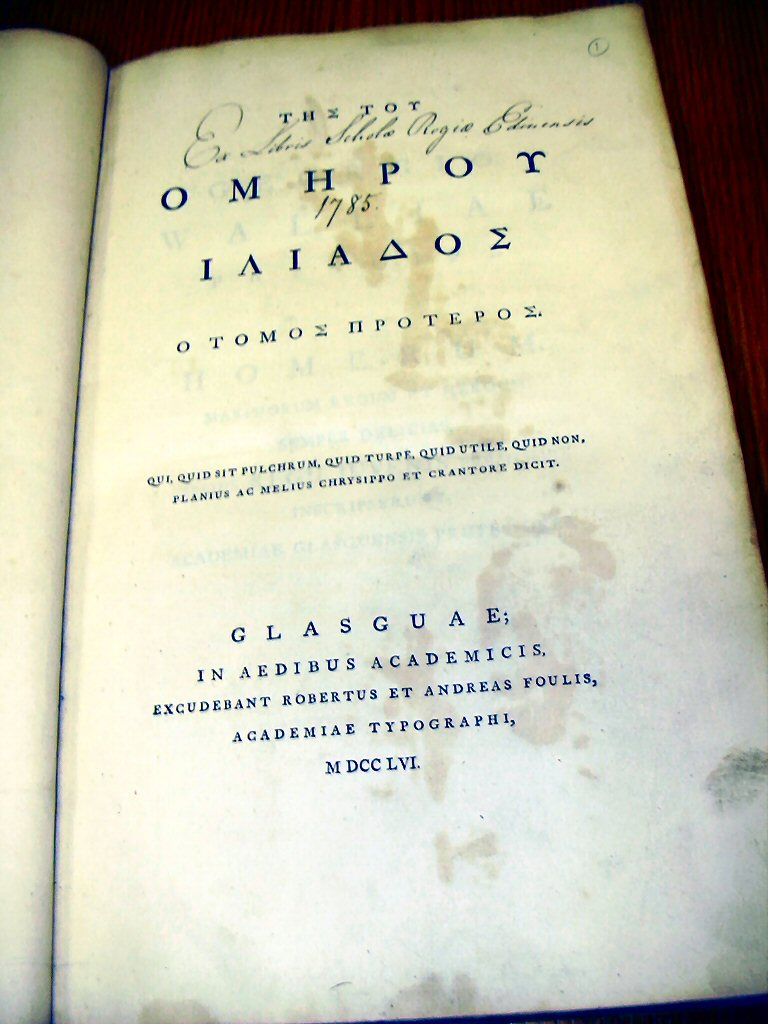 1
ΤΗΣ ΤΟΥ
Ex Libris Scholæ Regiæ Edinensis
ΟΜΗΡΟΥ
1785.
ΙΛΙΑΔΟΣ
Ο ΤΟΜΟΣ ΠΡΟΤΕΡΟΣ.
QUI, QUID SIT PULCHRUM, QUID TURPE, QUID UTILE, QUID NON,
PLANIUS AC MELIUS CHRYSIPPO ET CRANTORE DICIT.
GLASGUAE;
IN AEDIBUS ACADEMICIS,
EXCUDEBANT ROBERTUS ET ANDREAS FOULIS,
ACADEMIAE TYPOGRAPHI,
M DCC LVI.